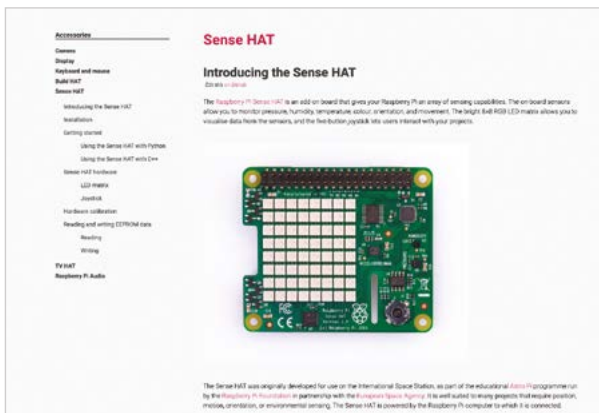 Accessories
Camera
Display
Keyboard and mouse
Build HAT
Sense HAT
Introducing the Sense HAT
Installation
Getting started
Using the Sense HAT with Python
Using the Sense HAT with C++
Sense HAT hardware
LED matrix
Joystick
Hardware calibration
Reading and writing EEPROM data
Reading
Writing
TV HAT
Raspberry Pi Audio
Sense HAT
Introducing the Sense HAT
The Raspberry Pi Sense HAT is an add-on board that gives your Raspberry Pi an array of sensing capabilities. The on-board sensors
allow you to monitor pressure, humidity, temperature, colour, orientation, and movement. The bright 8×8 RGB LED matrix allows you to
visualise data from the sensors, and the five-button joystick lets users interact with your projects.
Raspberry Pi
Sense HAT
The Sense HAT was originally developed for use on the International Space Station, as part of the educational Astro Pi programme run
by the Raspberry Pi Foundation in partnership with the European Space Agency. It is well suited to many projects that require position,
motion, orientation, or environmental sensing. The Sense HAT is powered by the Raspberry Pi computer to which it is connected.